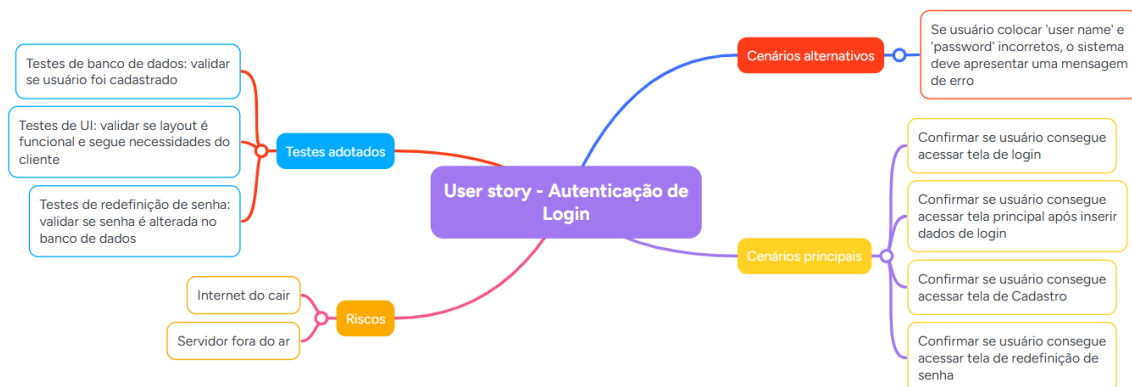 Testes de banco de dados: validar
se usuário foi cadastrado
Testes de UI: validar se layout é
funcional e segue necessidades do
cliente
Testes de redefinição de senha:
validar se senha é alterada no
banco de dados
Testes adotados
Internet do cair
Servidor fora do ar
Riscos
User story - Autenticação de
Login
Cenários alternativos
Se usuário colocar 'user name' e
'password' incorretos, o sistema
deve apresentar uma mensagem
de erro
Cenários principais
Confirmar se usuário consegue
acessar tela de login
Confirmar se usuário consegue
acessar tela principal após inserir
dados de login
Confirmar se usuário consegue
acessar tela de Cadastro
Confirmar se usuário consegue
acessar tela de redefinição de
senha